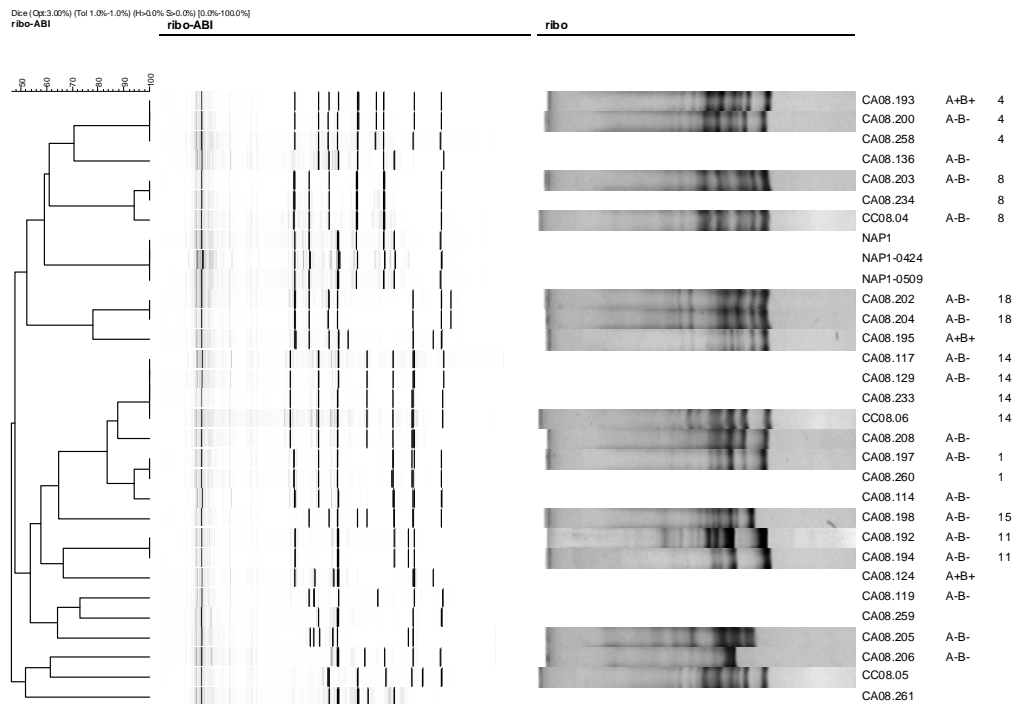 Dice (Opt:3.00%) (Tol 1.0%-1.0%) (H>0.0% S>0.0%) [0.0%-100.0%]
ribo-ABI ribo-ABI ribo
50 60 70 80 90 100
CA08.193 A+B+ 4
CA08.200 A-B- 4
CA08.258 4
CA08.136 A-B-
CA08.203 A-B- 8
CA08.234 8
CC08.04 A-B- 8
NAP1
NAP1-0424
NAP1-0509
CA08.202 A-B- 18
CA08.204 A-B- 18
CA08.195 A+B+
CA08.117 A-B- 14
CA08.129 A-B- 14
CA08.233 14
CC08.06 14
CA08.208 A-B-
CA08.197 A-B- 1
CA08.260 1
CA08.114 A-B-
CA08.198 A-B- 15
CA08.192 A-B- 11
CA08.194 A-B- 11
CA08.124 A+B+
CA08.119 A-B-
CA08.259
CA08.205 A-B-
CA08.206 A-B-
CC08.05
CA08.261